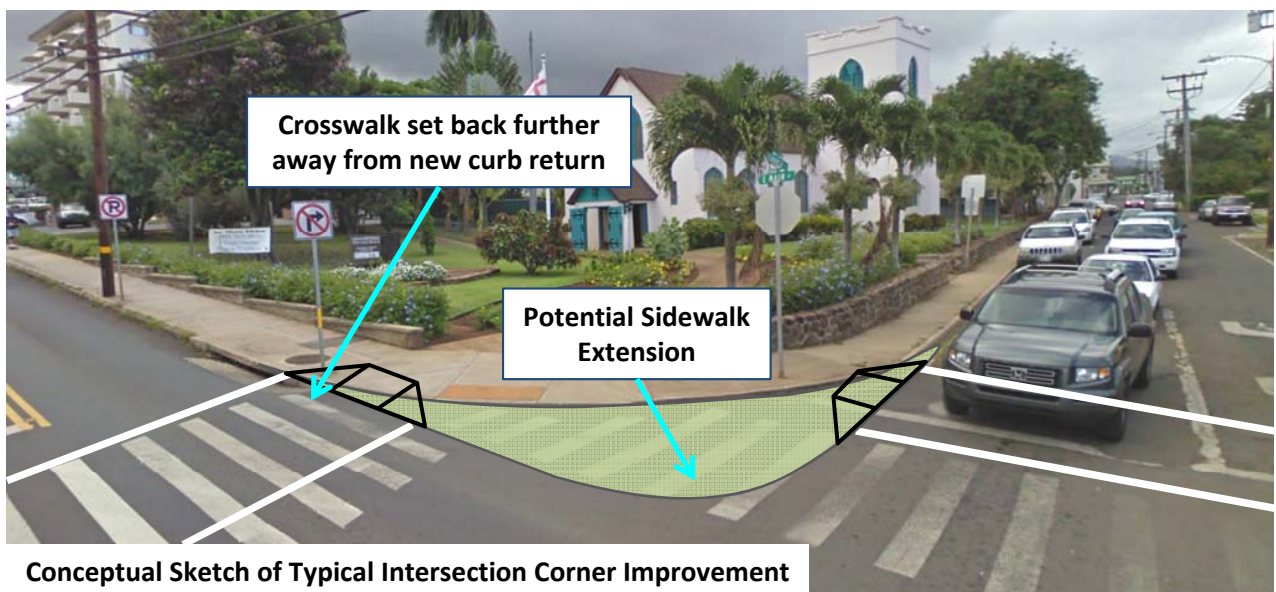 Crosswalk set back further
away from new curb return
Potential Sidewalk
Extension
Conceptual Sketch of Typical Intersection Corner Improvement